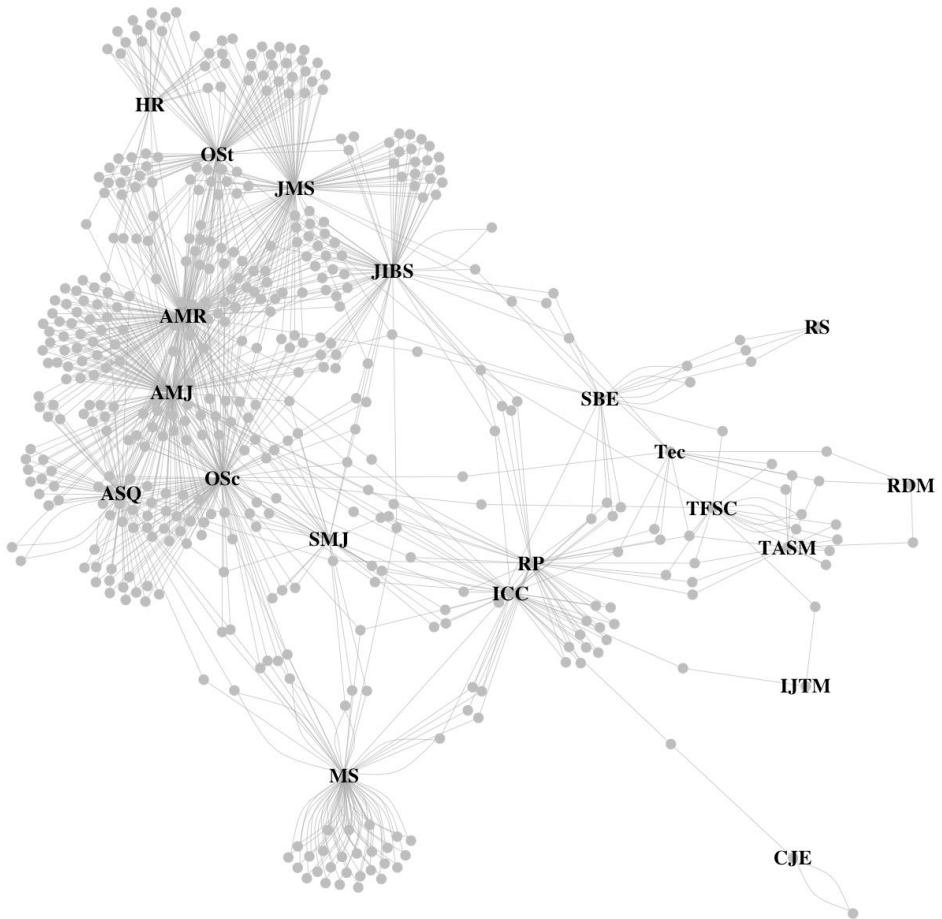 HR
OSt
JMS
JIBS
AMR
RS
AMJ
SBE
Tec
OSc
RDM
ASQ
TFSC
SMJ
TASM
RP
ICC
IJTM
MS
CJE